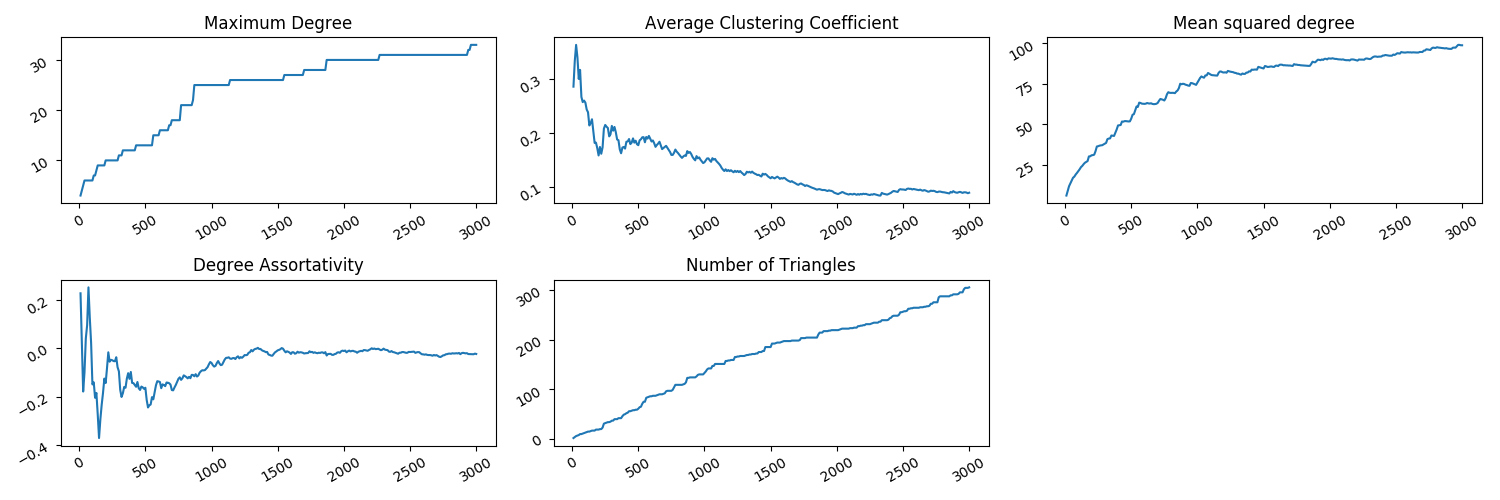 Maximum Degree
30
20
10
0 500 1000 1500 2000 2500 3000
Average Clustering Coefficient
0.3
0.2
0.1
0 500 1000 1500 2000 2500 3000
Mean squared degree
100
75
50
25
0 500 1000 1500 2000 2500 3000
Degree Assortativity
0.2
0.0
−0.2
−0.4
0 500 1000 1500 2000 2500 3000
Number of Triangles
300
200
100
0
0 500 1000 1500 2000 2500 3000